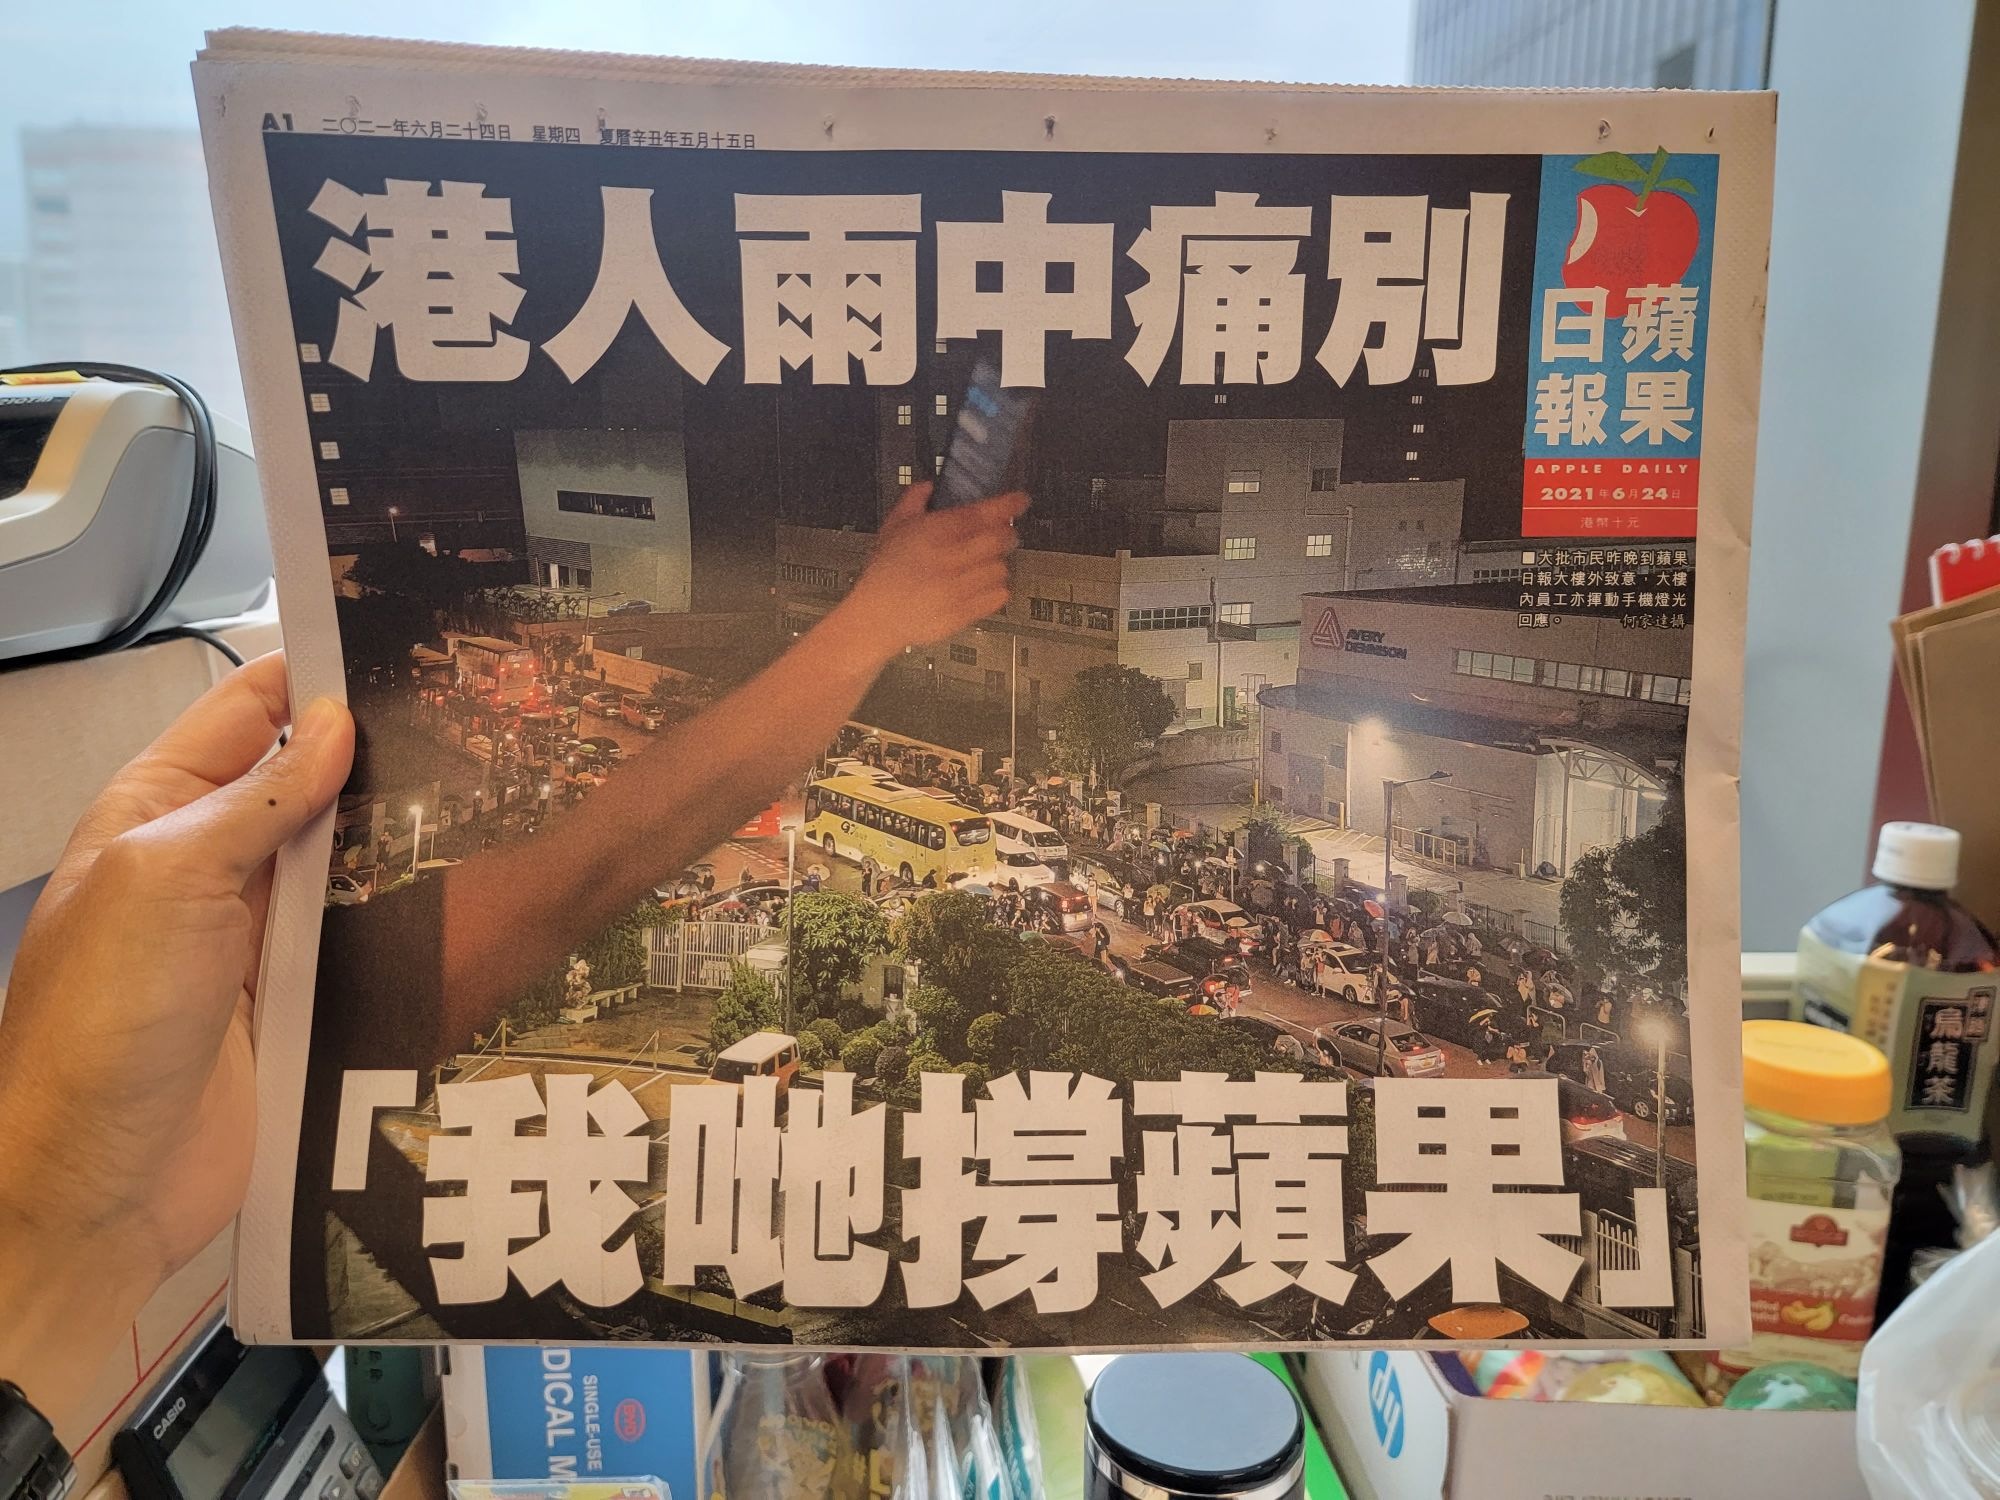 A1 二〇二一年六月二十四日 星期四 夏曆辛丑年五月十五日
港人雨中痛別
蘋果
日報
APPLE DAILY
2021年6月24日
港幣十元
■大批市民昨晚到蘋果
日報大樓外致意，大樓
內員工亦揮動手機燈光
回應。 何家達攝
AVERY
DENNISON
「我哋撐蘋果」
烏龍茶
CASIO
SINGLE-USE
BYD
DICAL M
hp